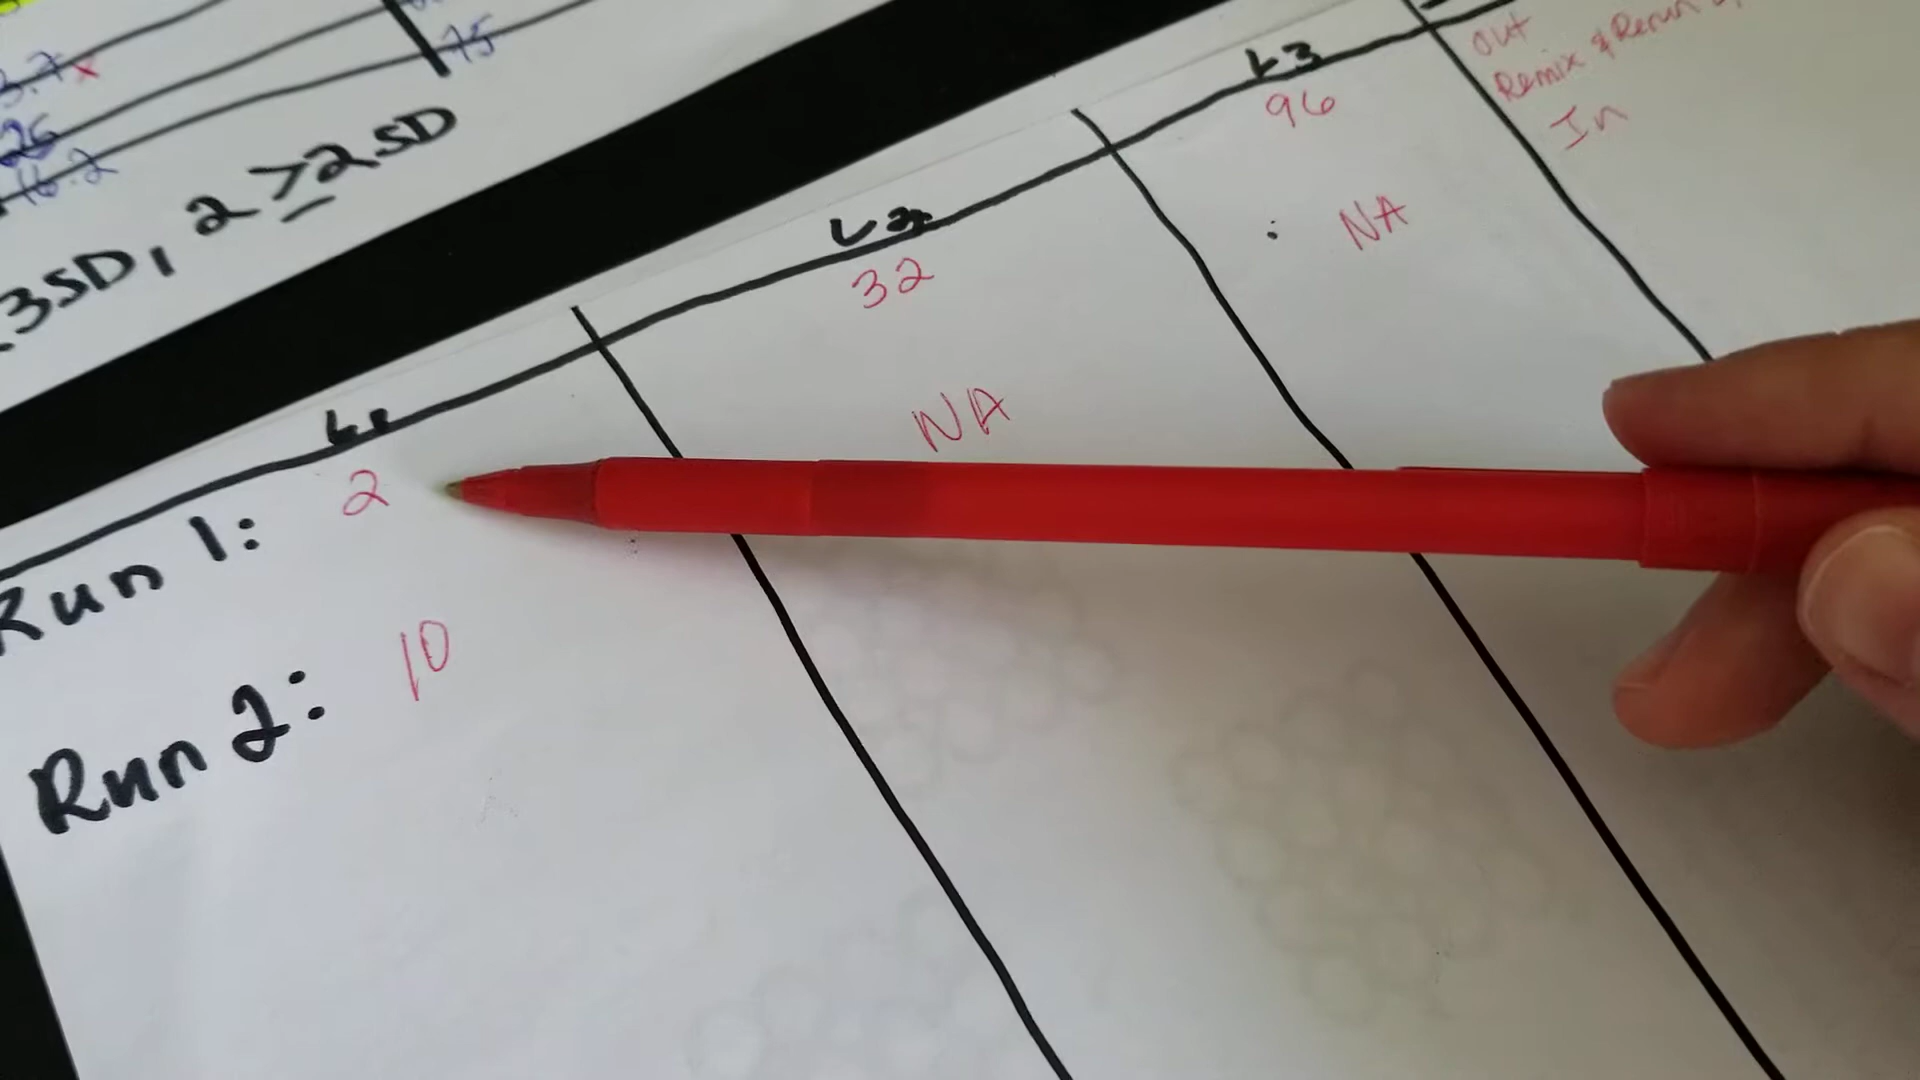 3.7x
26
16.2
75
3SD, 2 ≥2SD
L1 L2 L3
Run 1: 2 32 96 Out
Remix & Rerun
Run 2: 10 NA NA In